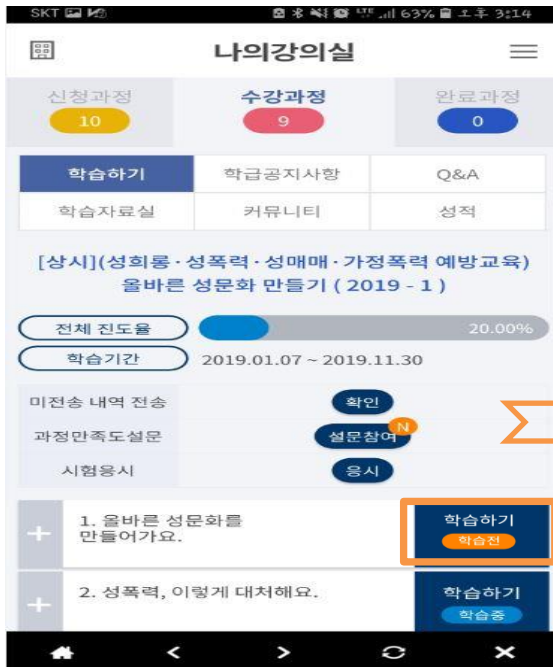 SKT LTE 63% 오후 3:14
나의강의실
신청과정 수강과정 완료과정
10 9 0
학습하기 학급공지사항 Q&A
학습자료실 커뮤니티 성적
[상시](성희롱·성폭력·성매매·가정폭력 예방교육)
올바른 성문화 만들기 ( 2019 - 1 )
전체 진도율 20.00%
학습기간 2019.01.07 ~ 2019.11.30
미전송 내역 전송 확인
과정만족도설문 설문참여 N
시험응시 응시
+ 1. 올바른 성문화를 학습하기
만들어가요. 학습전
+ 2. 성폭력, 이렇게 대처해요. 학습하기
학습중